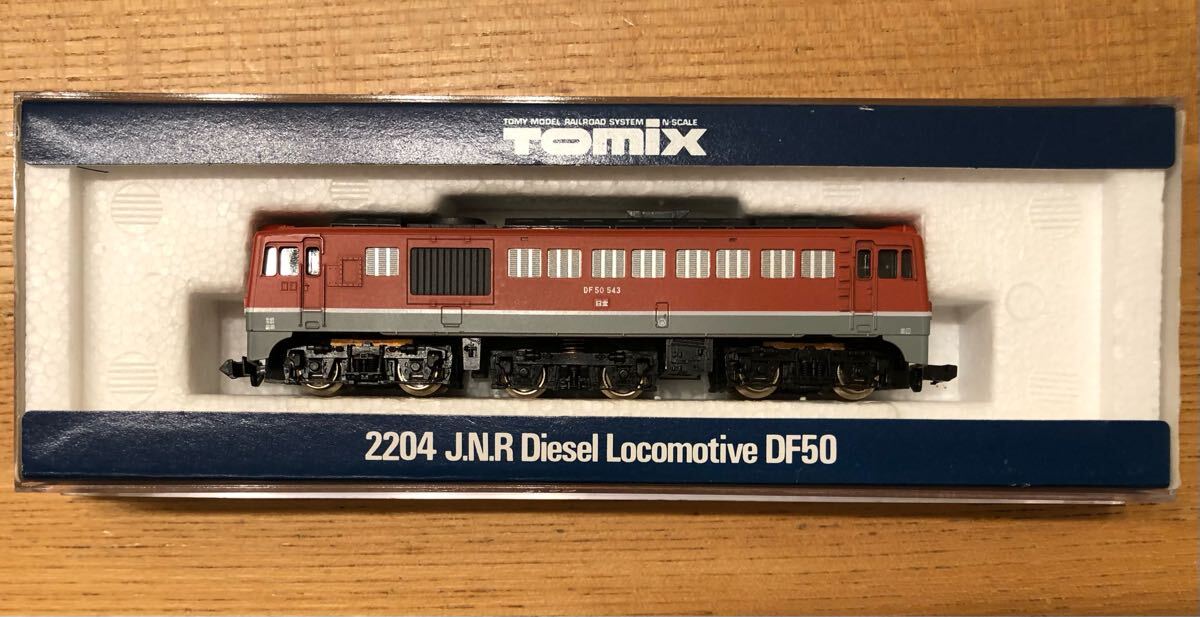 TOMY MODEL RAILROAD SYSTEM N-SCALE
TOMIX
DF50 543
2204 J.N.R Diesel Locomotive DF50